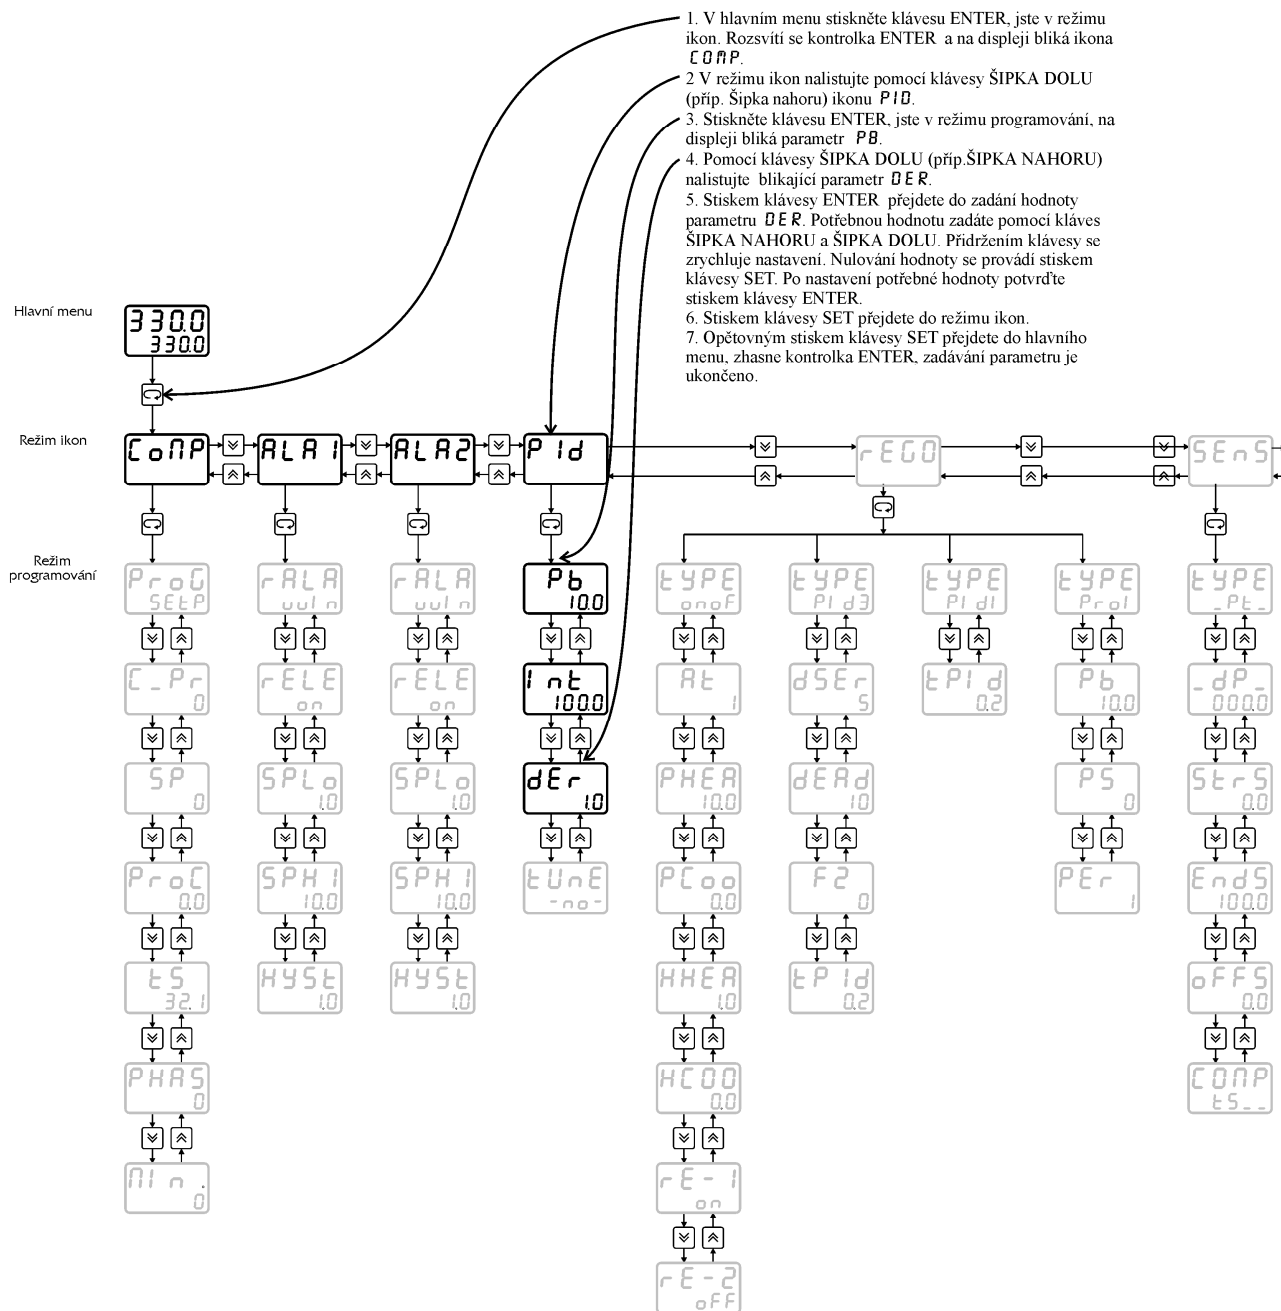 1. V hlavním menu stiskněte klávesu ENTER, jste v režimu
ikon. Rozsvítí se kontrolka ENTER a na displeji bliká ikona
COMP.
2 V režimu ikon nalistujte pomocí klávesy ŠIPKA DOLU
(příp. Šipka nahoru) ikonu PID.
3. Stiskněte klávesu ENTER, jste v režimu programování, na
displeji bliká parametr PB.
4. Pomocí klávesy ŠIPKA DOLU (příp.ŠIPKA NAHORU)
nalistujte blikající parametr DER.
5. Stiskem klávesy ENTER přejdete do zadání hodnoty
parametru DER. Potřebnou hodnotu zadáte pomocí kláves
ŠIPKA NAHORU a ŠIPKA DOLU. Přidržením klávesy se
zrychluje nastavení. Nulování hodnoty se provádí stiskem
klávesy SET. Po nastavení potřebné hodnoty potvrďte
stiskem klávesy ENTER.
6. Stiskem klávesy SET přejdete do režimu ikon.
7. Opětovným stiskem klávesy SET přejdete do hlavního
menu, zhasne kontrolka ENTER, zadávání parametru je
ukončeno.
Hlavní menu
330.0
330.0
Režim ikon
CoMP ALA1 ALA2 PId rEGO SEnS
Režim
programování
ProG rALA rALA Pb tYPE tYPE tYPE tYPE tYPE
SEtP vvIn vvIn 10.0 onoF PId3 PId1 Pro1 _Pt_
C_Pr rELE rELE Int At dSEr tPId Pb _dP_
0 on on 100.0 1 5 0.2 10.0 000.0
SP SPLo SPLo dEr PHEA dEAd PS StrS
0 1.0 1.0 1.0 10.0 10 0 0.0
ProC SPHI SPHI tUnE PCoo F2 PEr EndS
0.0 10.0 10.0 -no- 0.0 0 1 100.0
tS HYSt HYSt HHEA tPId oFFS
32.1 1.0 1.0 1.0 0.2 0.0
PHAS HCOO COMP
0 0.0 tS__
MIn. rE-1
0 on
rE-2
oFF